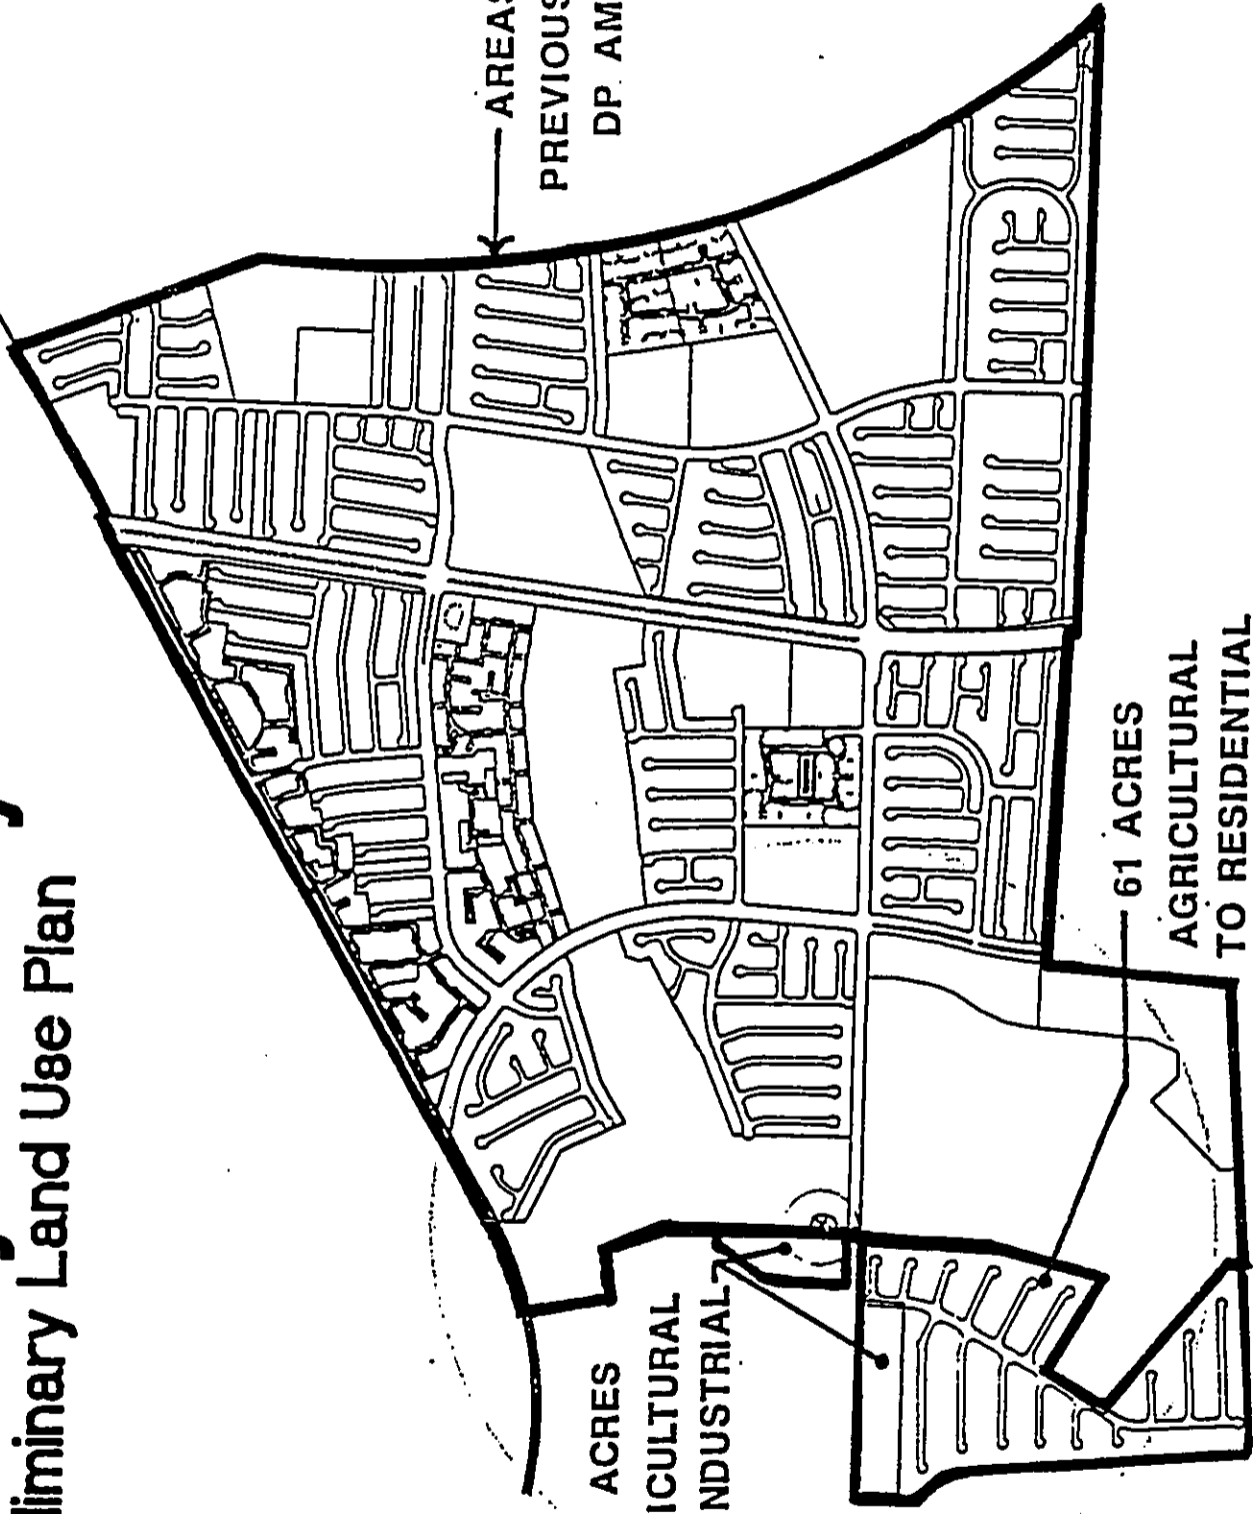 liminary Land Use Plan
AREAS
PREVIOUS
DP. AM
61 ACRES
AGRICULTURAL
TO RESIDENTIAL
ACRES
ICULTURAL
NDUSTRIAL